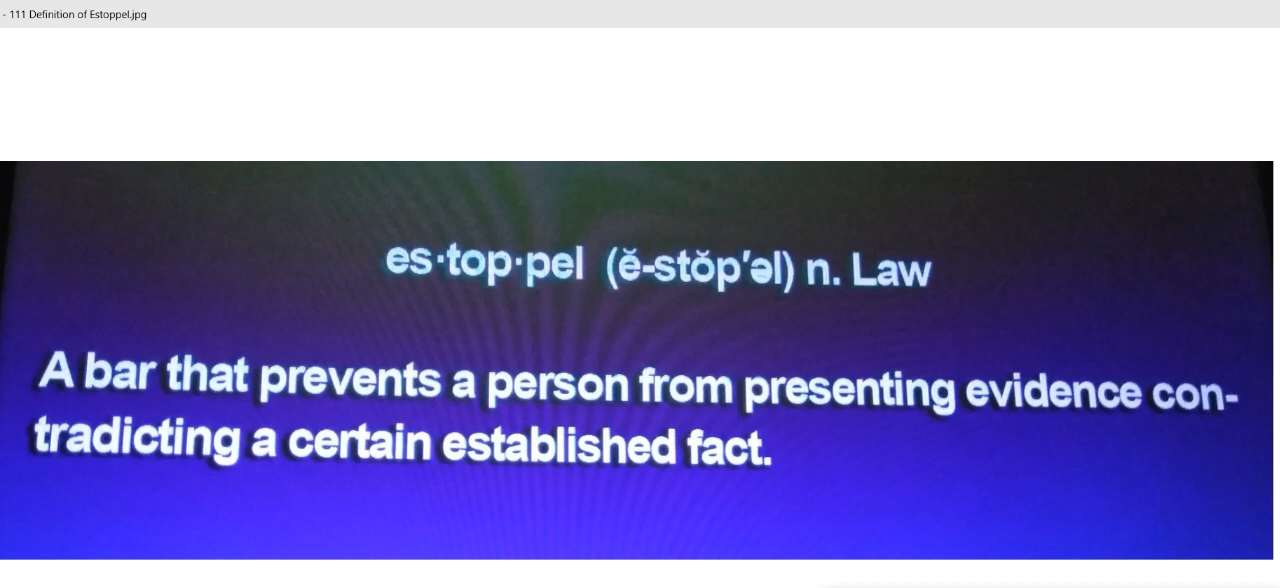 - 111 Definition of Estoppel.jpg
es·top·pel (ĕ-stŏp′əl) n. Law
A bar that prevents a person from presenting evidence con-
tradicting a certain established fact.